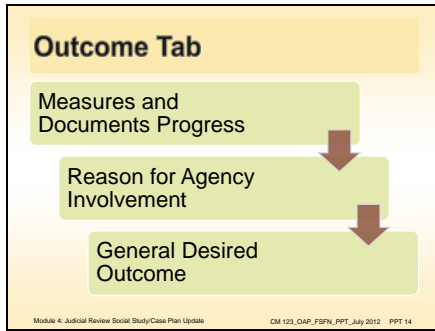 Outcome Tab
Measures and
Documents Progress
Reason for Agency
Involvement
General Desired
Outcome
Module 4: Judicial Review Social Study/Case Plan Update CM 123_OAP_FSFN_PPT_July 2012 PPT 14